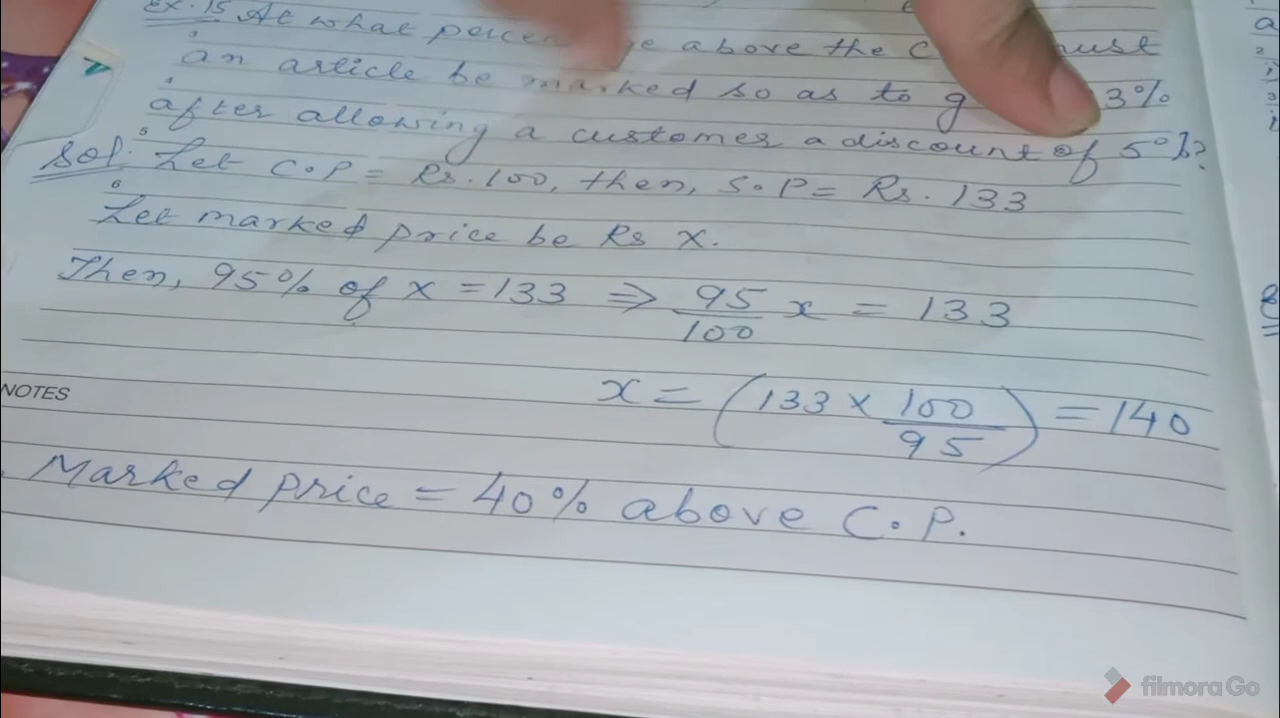 Ex. 15 At what
above the C must
an article be marked so as to g 3%
after allowing a customer a discount of 5%?
Sol: Let C.P = Rs. 100, then, S.P = Rs. 133
Let marked price be Rs x.
Then, 95% of x = 133 ⇒ 95/100 x = 133
NOTES
x = (133 × 100/95) = 140
Marked price = 40% above C.P.
filmora Go